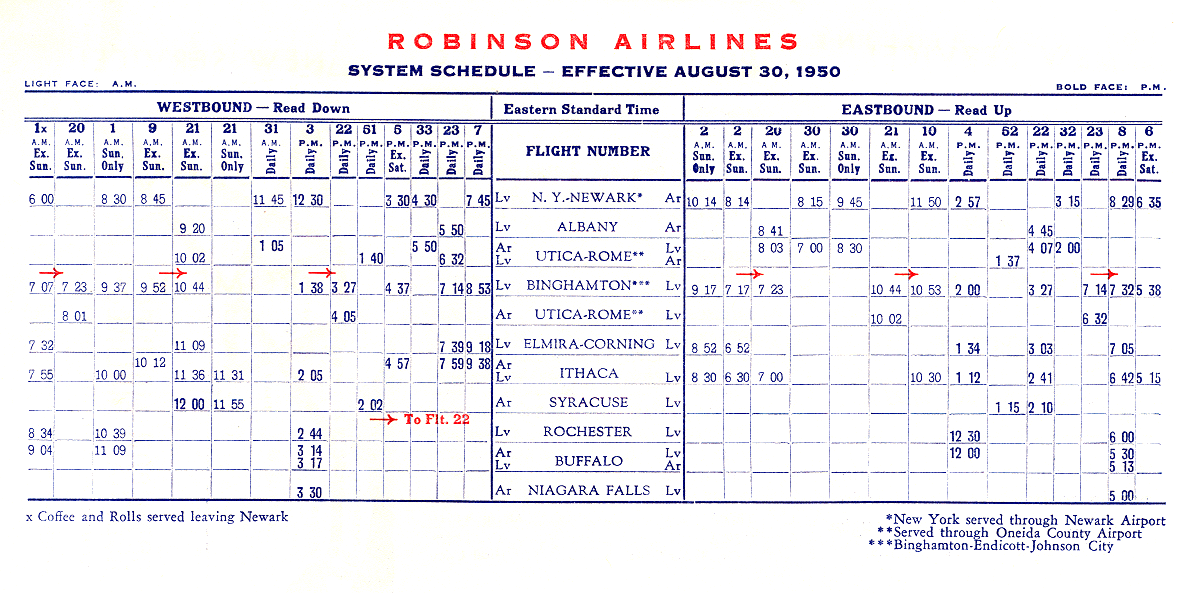 ROBINSON AIRLINES
SYSTEM SCHEDULE – EFFECTIVE AUGUST 30, 1950
LIGHT FACE: A.M. BOLD FACE: P.M.
WESTBOUND — Read Down Eastern Standard Time EASTBOUND — Read Up
1x 20 1 9 21 21 31 3 22 61 5 33 23 7 FLIGHT NUMBER 2 2 20 30 30 21 10 4 62 22 32 23 8 6
A.M. A.M. A.M. A.M. A.M. A.M. A.M. P.M. P.M. P.M. P.M. P.M. P.M. P.M. A.M. A.M. A.M. A.M. A.M. A.M. A.M. P.M. P.M. P.M. P.M. P.M. P.M. P.M.
Ex. Sun. Ex. Sun. Sun. Only Ex. Sun. Ex. Sun. Sun. Only Daily Daily Daily Daily Ex. Sat. Daily Daily Daily Sun. Only Ex. Sun. Ex. Sun. Ex. Sun. Sun. Only Ex. Sun. Ex. Sun. Daily Daily Daily Daily Daily Daily Ex. Sat.
6 00 8 30 8 45 11 45 12 30 3 30 4 30 7 45 Lv N. Y.-NEWARK* Ar 10 14 8 14 8 15 9 45 11 50 2 57 3 15 8 29 6 35
9 20 5 50 Lv ALBANY Ar 8 41 4 45
1 05 5 50 Ar Lv 8 03 7 00 8 30 4 07 2 00
UTICA-ROME**
10 02 1 40 6 32 Lv Ar 1 37
→ → → → → →
7 07 7 23 9 37 9 52 10 44 1 38 3 27 4 37 7 14 8 53 Lv BINGHAMTON*** Lv 9 17 7 17 7 23 10 44 10 53 2 00 3 27 7 14 7 32 5 38
8 01 4 05 Ar UTICA-ROME** Lv 10 02 6 32
7 32 11 09 7 39 9 18 Lv ELMIRA-CORNING Lv 8 52 6 52 1 34 3 03 7 05
10 12 4 57 7 59 9 38 Ar
ITHACA
7 55 10 00 11 36 11 31 2 05 Lv Lv 8 30 6 30 7 00 10 30 1 12 2 41 6 42 5 15
12 00 11 55 2 02 Ar SYRACUSE Lv 1 15 2 10
→ To Flt. 22
8 34 10 39 2 44 Lv ROCHESTER Lv 12 30 6 00
9 04 11 09 3 14 Ar Lv 12 00 5 30
BUFFALO
3 17 Lv Ar 5 13
3 30 Ar NIAGARA FALLS Lv 5 00
x Coffee and Rolls served leaving Newark
*New York served through Newark Airport
**Served through Oneida County Airport
***Binghamton-Endicott-Johnson City